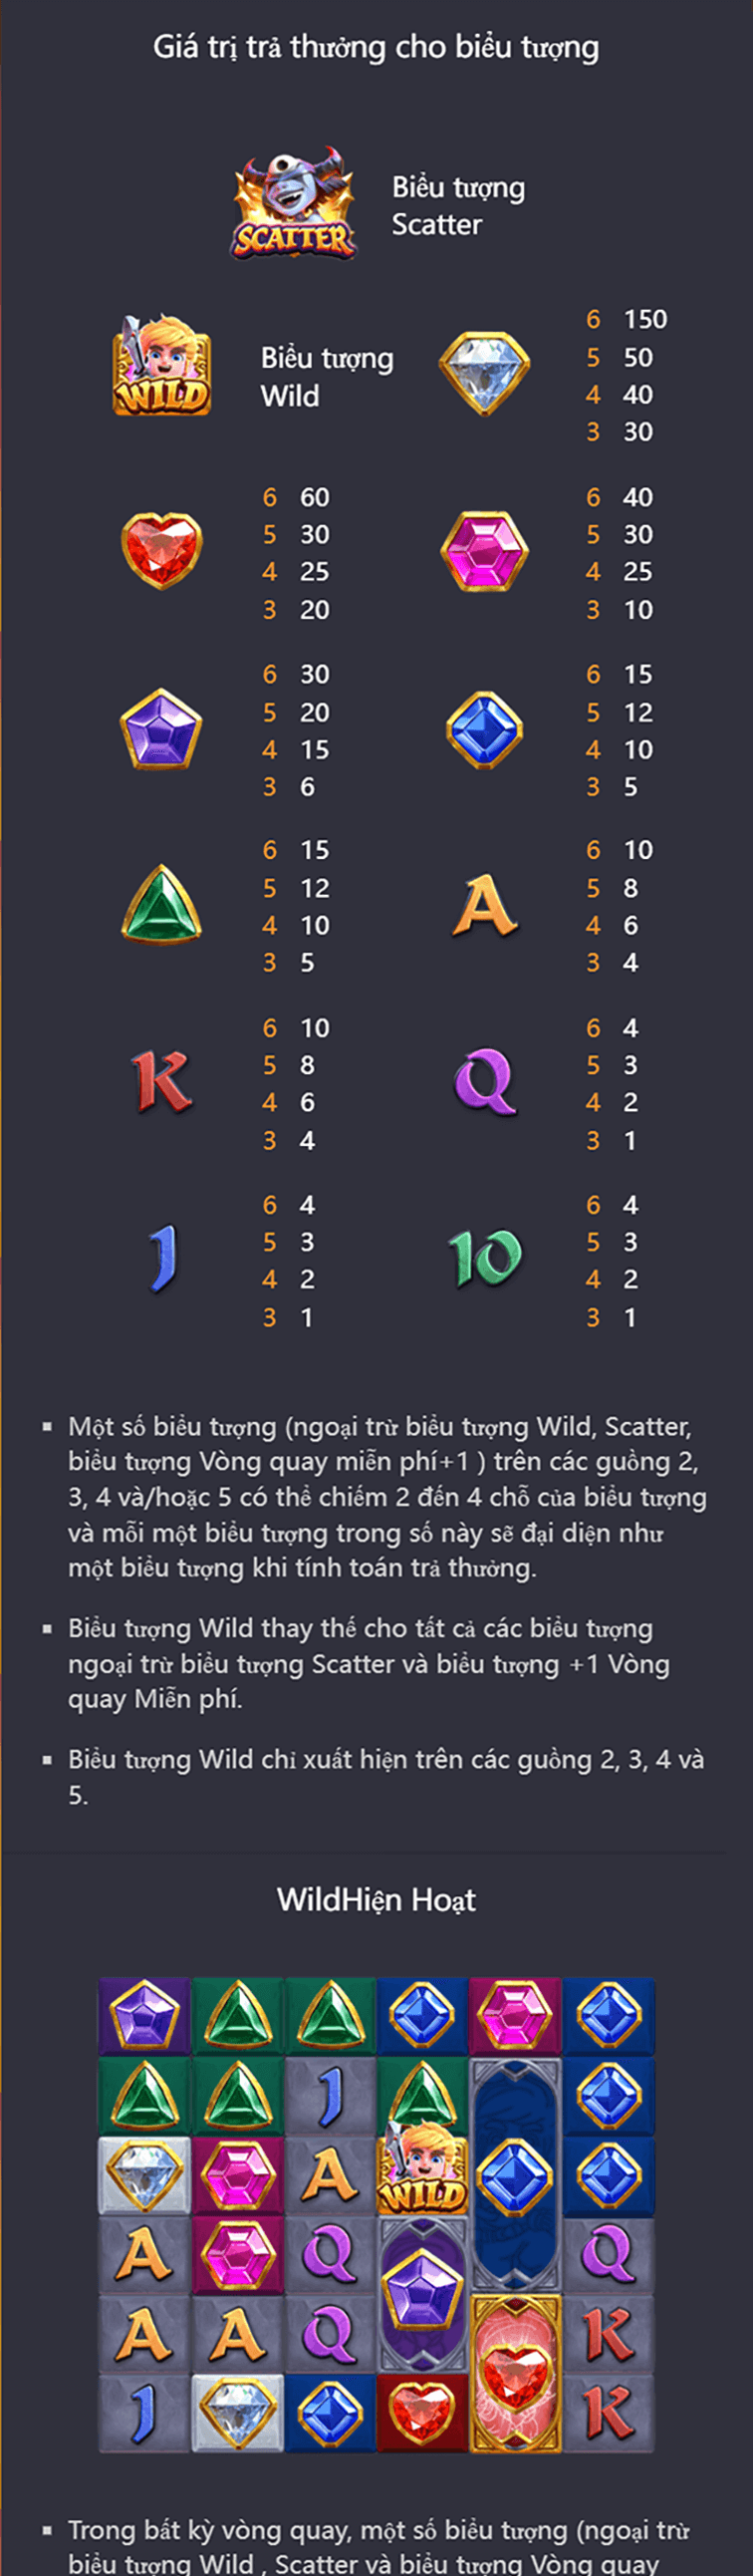 Giá trị trả thưởng cho biểu tượng
SCATTER
Biểu tượng
Scatter
WILD
Biểu tượng
Wild
6 150
5 50
4 40
3 30
6 60
5 30
4 25
3 20
6 40
5 30
4 25
3 10
6 30
5 20
4 15
3 6
6 15
5 12
4 10
3 5
6 15
5 12
4 10
3 5
A
6 10
5 8
4 6
3 4
K
6 10
5 8
4 6
3 4
Q
6 4
5 3
4 2
3 1
J
6 4
5 3
4 2
3 1
10
6 4
5 3
4 2
3 1
▪ Một số biểu tượng (ngoại trừ biểu tượng Wild, Scatter,
biểu tượng Vòng quay miễn phí+1 ) trên các guồng 2,
3, 4 và/hoặc 5 có thể chiếm 2 đến 4 chỗ của biểu tượng
và mỗi một biểu tượng trong số này sẽ đại diện như
một biểu tượng khi tính toán trả thưởng.
▪ Biểu tượng Wild thay thế cho tất cả các biểu tượng
ngoại trừ biểu tượng Scatter và biểu tượng +1 Vòng
quay Miễn phí.
▪ Biểu tượng Wild chỉ xuất hiện trên các guồng 2, 3, 4 và
5.
WildHiện Hoạt
J
A WILD
A Q Q
A A Q K
J K
▪ Trong bất kỳ vòng quay, một số biểu tượng (ngoại trừ
biểu tượng Wild , Scatter và biểu tượng Vòng quay